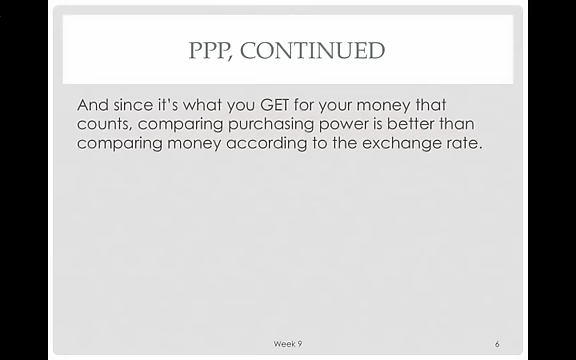 PPP, CONTINUED
And since it’s what you GET for your money that
counts, comparing purchasing power is better than
comparing money according to the exchange rate.
Week 9
6